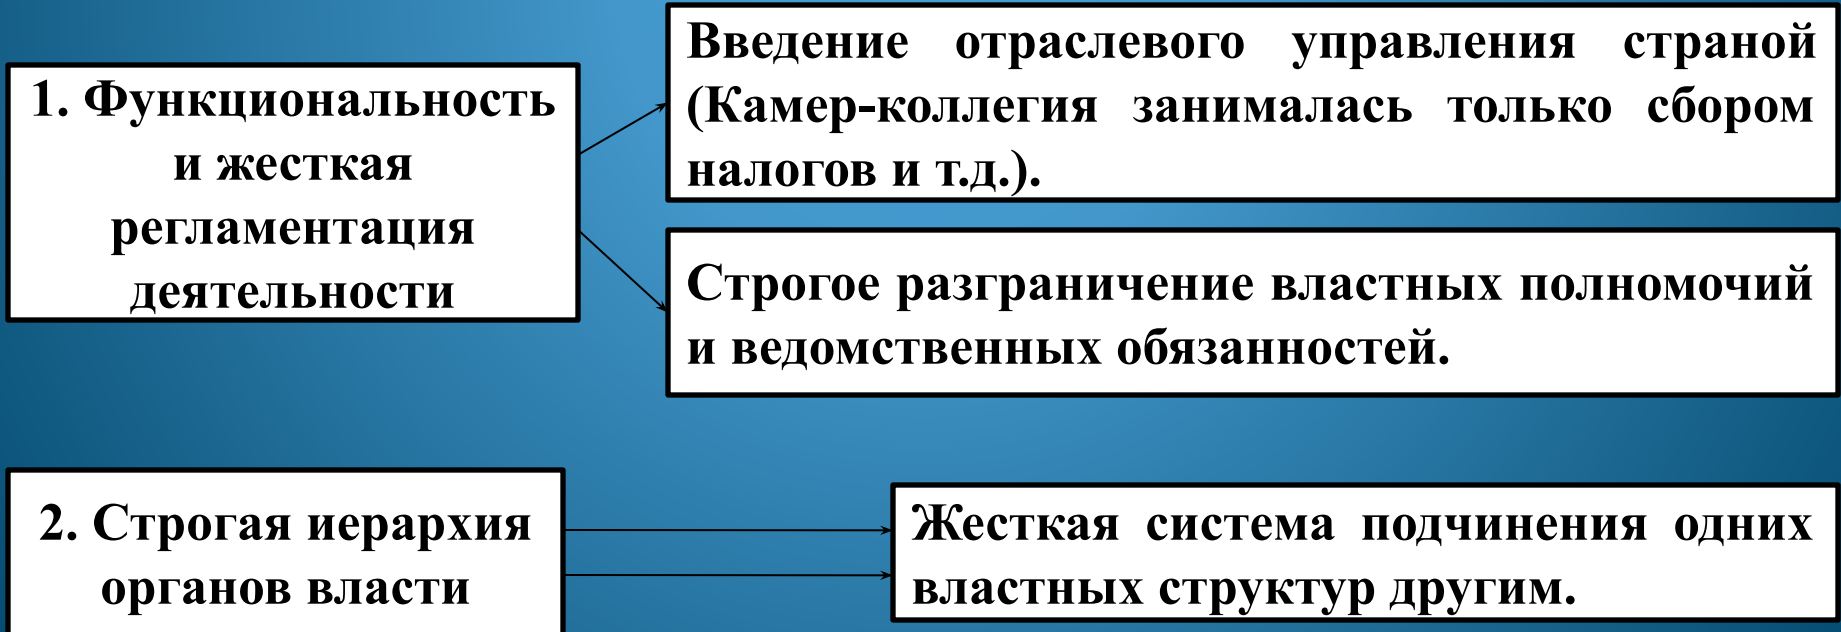 1. Функциональность
и жесткая
регламентация
деятельности
Введение отраслевого управления страной
(Камер-коллегия занималась только сбором
налогов и т.д.).
Строгое разграничение властных полномочий
и ведомственных обязанностей.
2. Строгая иерархия
органов власти
Жесткая система подчинения одних
властных структур другим.